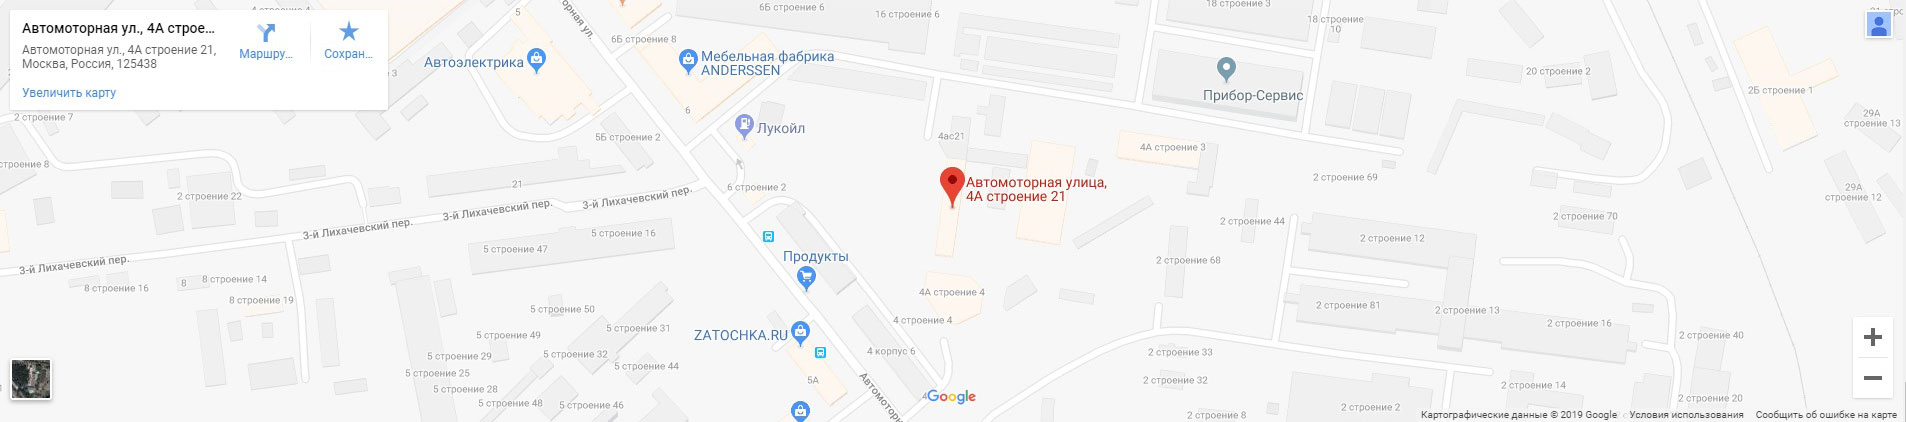 Автомоторная ул., 4А строе...
Автомоторная ул., 4А строение 21,
Москва, Россия, 125438
Увеличить карту
Маршру...
Сохран...
6Б строение 6
16 строение 6
18 строение 3
18 строение
10
6Б строение 8
Автоэлектрика
Мебельная фабрика
ANDERSSEN
Прибор-Сервис
20 строение 2
2Б строение 1
29А
строение 13
2 строение 7
5Б строение 2
6
Лукойл
4ас21
4А строение 3
строение 8
2 строение 22
21
6 строение 2
Автомоторная улица,
4А строение 21
2 строение 69
29А
строение 12
3-й Лихачевский пер.
3-й Лихачевский пер.
3-й Лихачевский пер.
3-й Лихачевский пер.
5 строение 16
5 строение 47
2 строение 44
2 строение 70
2 строение 12
Продукты
2 строение 68
8 строение 14
8 строение 16
8
8 строение 19
4А строение 4
4 строение 4
5 строение 50
5 строение 31
5 строение 49
5 строение 32
5 строение 29
5 строение 25
5 строение 44
5 строение 48
5 строение 46
ZATOCHKA.RU
4 корпус 6
5А
2 строение 81
2 строение 13
2 строение 16
2 строение 40
2 строение 33
2 строение 32
2 строение 14
2 строение 20
2 строение 8
2 строение 2
Google
Картографические данные © 2019 Google
Условия использования
Сообщить об ошибке на карте